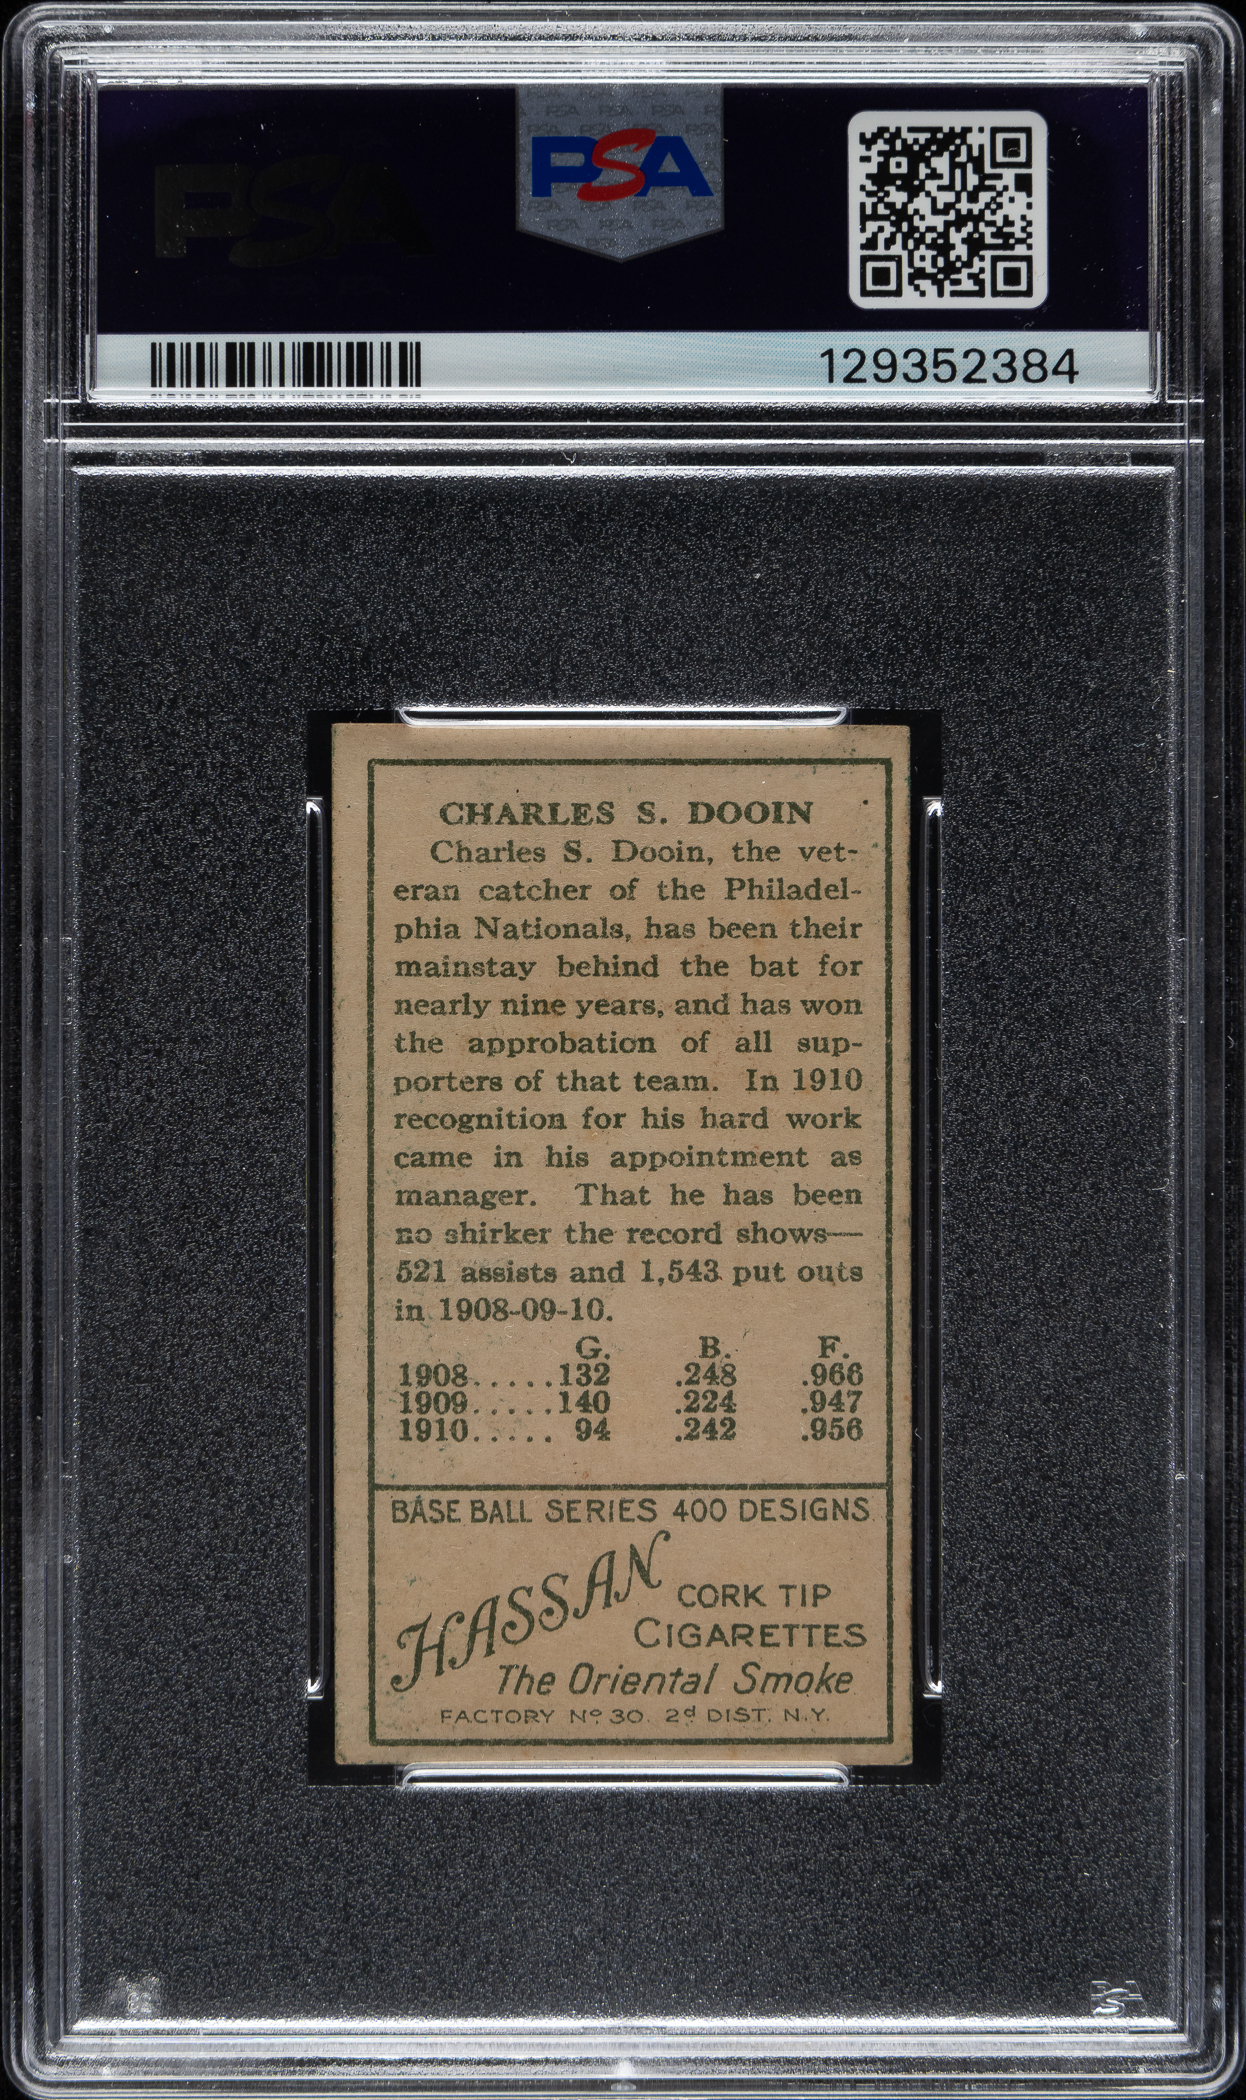 PSA
129352384
CHARLES S. DOOIN
Charles S. Dooin, the vet-
eran catcher of the Philadel-
phia Nationals, has been their
mainstay behind the bat for
nearly nine years, and has won
the approbation of all sup-
porters of that team. In 1910
recognition for his hard work
came in his appointment as
manager. That he has been
no shirker the record shows—
521 assists and 1,543 put outs
in 1908-09-10.
G. B. F.
1908.....132 .248 .966
1909.....140 .224 .947
1910..... 94 .242 .956
BASE BALL SERIES 400 DESIGNS
HASSAN
CORK TIP
CIGARETTES
The Oriental Smoke
FACTORY Nº 30. 2d DIST. N.Y.